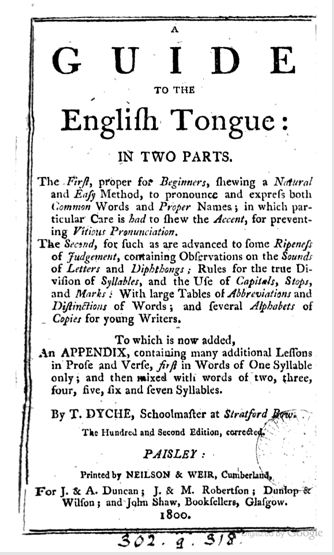 A
GUIDE
TO THE
Engliſh Tongue:
IN TWO PARTS.
The Firſt, proper for Beginners, ſhewing a Natural
and Eaſy Method, to pronounce and expreſs both
Common Words and Proper Names; in which par-
ticular Care is had to ſhew the Accent, for prevent-
ing Vitious Pronunciation.
The Second, for ſuch as are advanced to ſome Ripeneſs
of Judgement, containing Obſervations on the Sounds
of Letters and Diphthongs; Rules for the true Di-
viſion of Syllables, and the Uſe of Capitals, Stops,
and Marks: With large Tables of Abbreviations and
Diſtinctions of Words; and ſeveral Alphabets of
Copies for young Writers.
To which is now added,
An APPENDIX, containing many additional Leſſons
in Proſe and Verſe, firſt in Words of One Syllable
only; and then mixed with words of two, three,
four, five, ſix and ſeven Syllables.
By T. DYCHE, Schoolmaſter at Stratford Bow.
The Hundred and Second Edition, corrected.
PAISLEY:
Printed by NEILSON & WEIR, Cumberland,
For J. & A. Duncan; J. & M. Robertſon; Dunlop &
Wilſon; and John Shaw, Bookſellers, Glaſgow.
1800.
Digitized by Google
302.g.318.